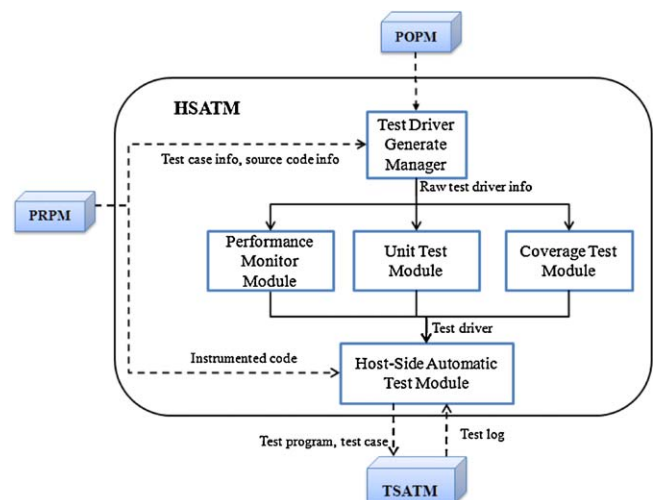 POPM
HSATM
Test Driver
Generate
Manager
Test case info, source code info
Raw test driver info
PRPM
Performance
Monitor
Module
Unit Test
Module
Coverage Test
Module
Test driver
Instrumented code
Host-Side Automatic
Test Module
Test program, test case
Test log
TSATM